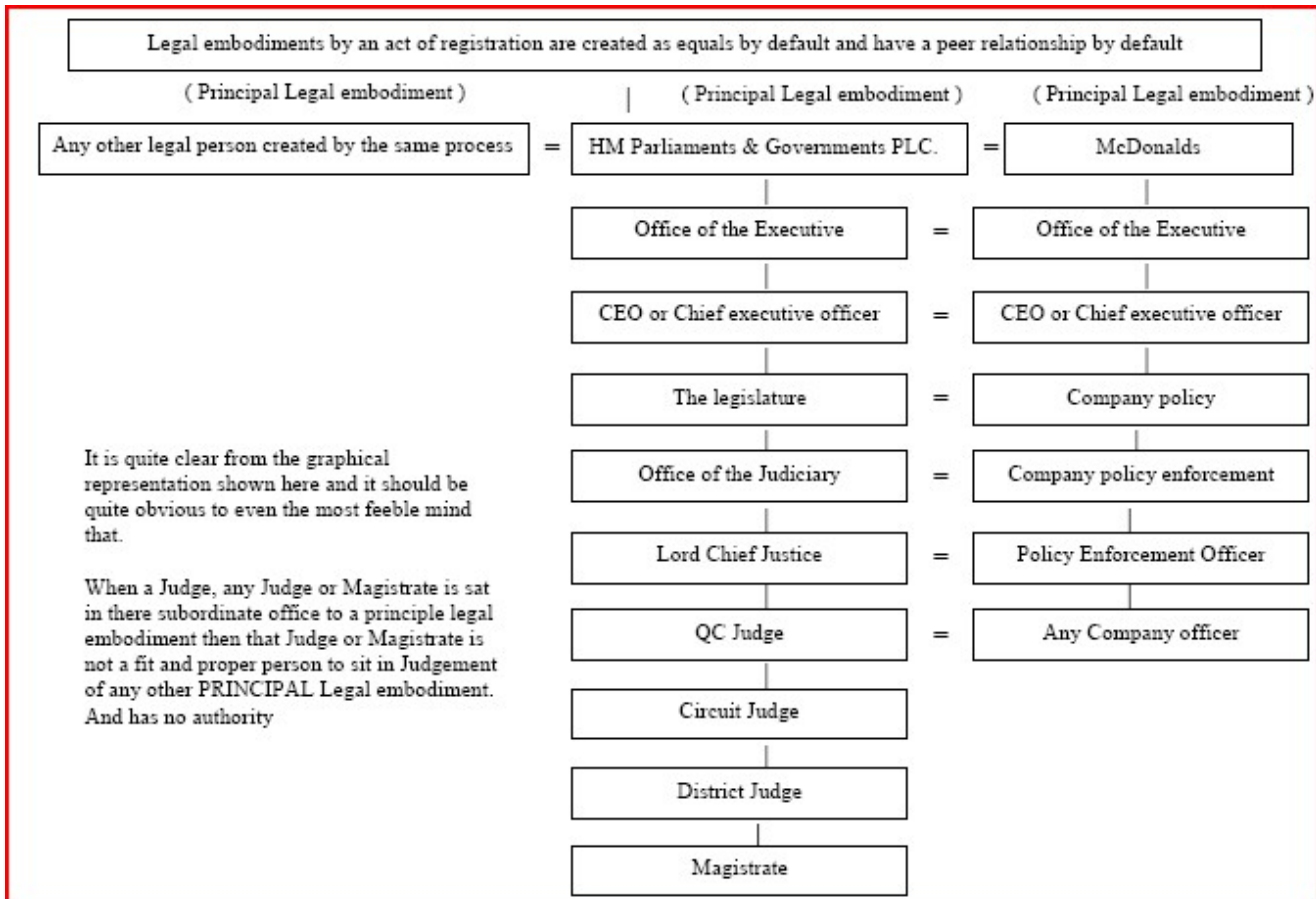 Legal embodiments by an act of registration are created as equals by default and have a peer relationship by default
( Principal Legal embodiment ) ( Principal Legal embodiment ) ( Principal Legal embodiment )
Any other legal person created by the same process = HM Parliaments & Governments PLC. = McDonalds
Office of the Executive = Office of the Executive
CEO or Chief executive officer = CEO or Chief executive officer
The legislature = Company policy
Office of the Judiciary = Company policy enforcement
Lord Chief Justice = Policy Enforcement Officer
QC Judge = Any Company officer
Circuit Judge
District Judge
Magistrate
It is quite clear from the graphical
representation shown here and it should be
quite obvious to even the most feeble mind
that.
When a Judge, any Judge or Magistrate is sat
in there subordinate office to a principle legal
embodiment then that Judge or Magistrate is
not a fit and proper person to sit in Judgement
of any other PRINCIPAL Legal embodiment.
And has no authority